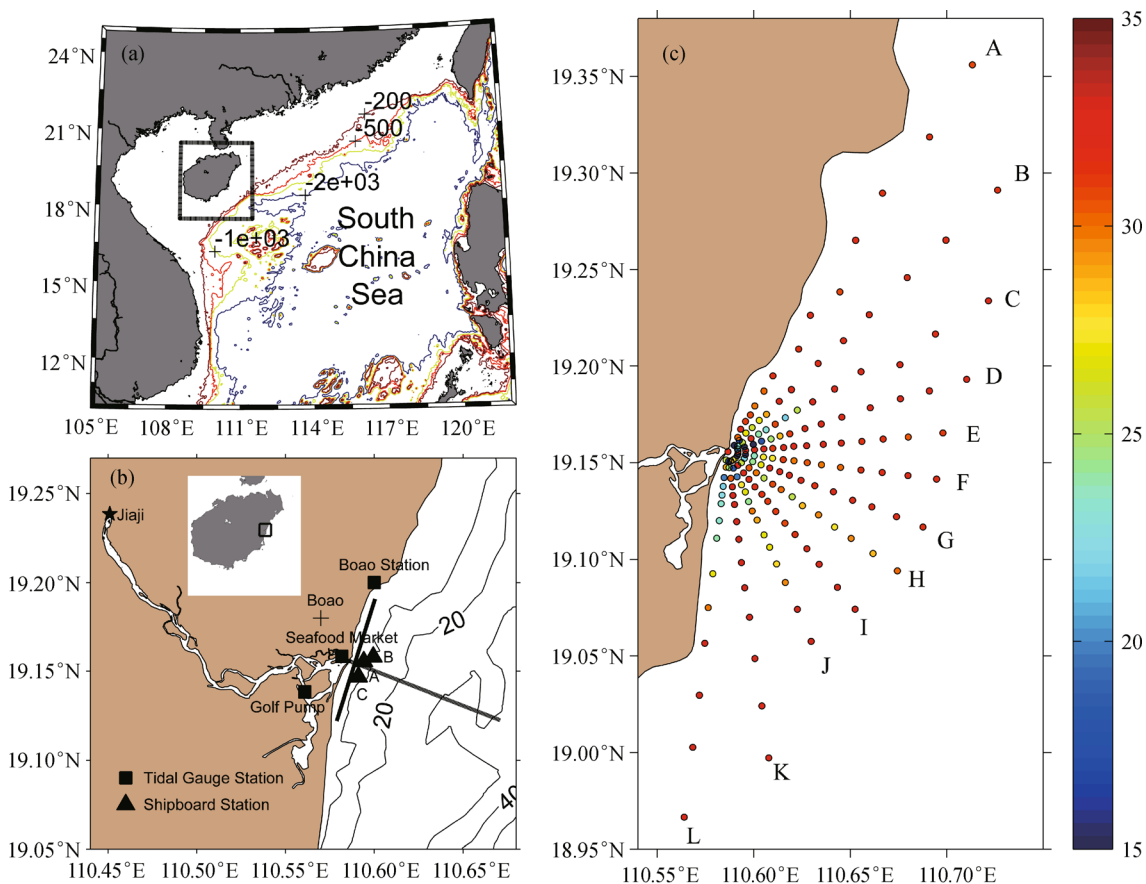 (a)
24°N
21°N
18°N
15°N
12°N
105°E
108°E
111°E
114°E
117°E
120°E
-200
-500
-2e+03
-1e+03
South
China
Sea
(b)
19.25°N
19.20°N
19.15°N
19.10°N
19.05°N
110.45°E
110.50°E
110.55°E
110.60°E
110.65°E
Jiaji
Boao Station
Boao
Seafood Market
B
A
C
Golf Pump
20
20
40
Tidal Gauge Station
Shipboard Station
(c)
19.35°N
19.30°N
19.25°N
19.20°N
19.15°N
19.10°N
19.05°N
19.00°N
18.95°N
110.55°E
110.60°E
110.65°E
110.70°E
A
B
C
D
E
F
G
H
I
J
K
L
35
30
25
20
15